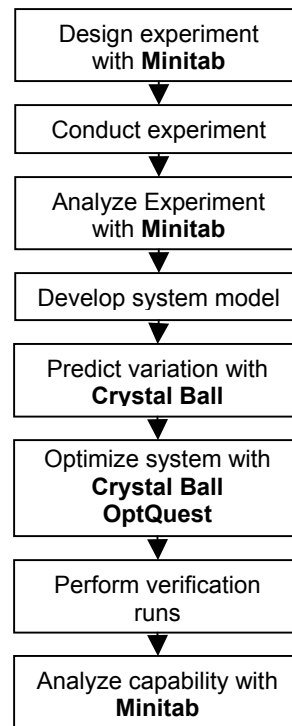 Design experiment
with Minitab
Conduct experiment
Analyze Experiment
with Minitab
Develop system model
Predict variation with
Crystal Ball
Optimize system with
Crystal Ball
OptQuest
Perform verification
runs
Analyze capability with
Minitab